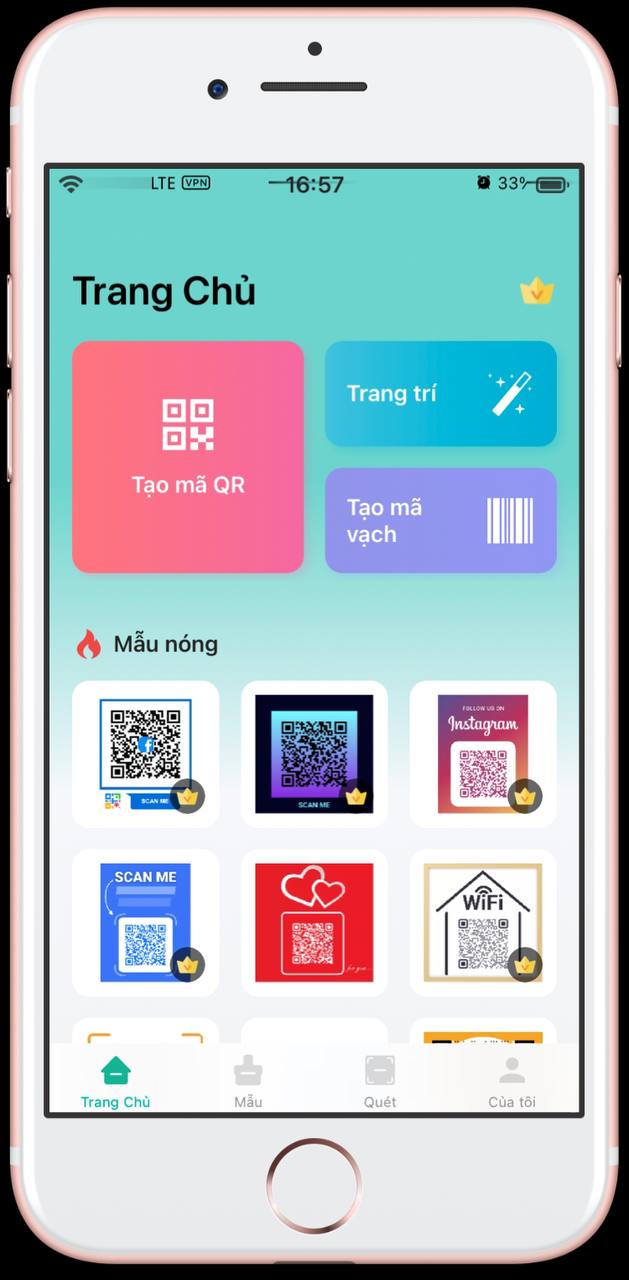 LTE VPN 16:57 33%
Trang Chủ
Trang trí
Tạo mã QR
Tạo mã
vạch
Mẫu nóng
SCAN ME
SCAN ME
FOLLOW US ON
Instagram
SCAN ME
for you...
WiFi
Trang Chủ
Mẫu
Quét
Của tôi